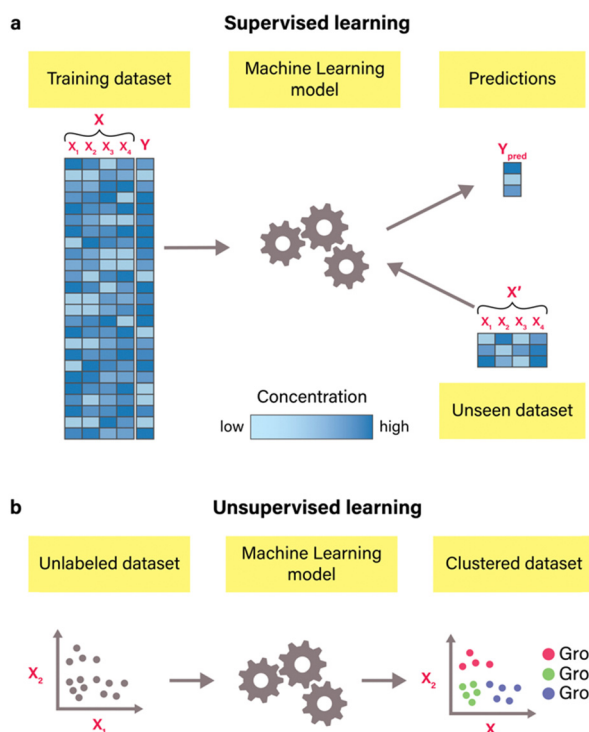 a
Supervised learning
Training dataset
Machine Learning
model
Predictions
X
X₁ X₂ X₃ X₄ Y
Y pred
X′
X₁ X₂ X₃ X₄
Concentration
low
high
Unseen dataset
b
Unsupervised learning
Unlabeled dataset
Machine Learning
model
Clustered dataset
X₂
X₁
X₂
X
Gro
Gro
Gro